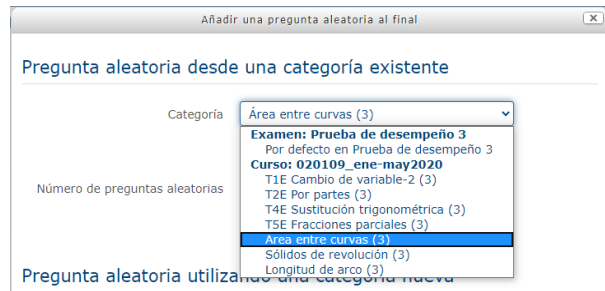 Añadir una pregunta aleatoria al final
Pregunta aleatoria desde una categoría existente
Categoría
Área entre curvas (3)
Examen: Prueba de desempeño 3
Por defecto en Prueba de desempeño 3
Curso: 020109_ene-may2020
T1E Cambio de variable-2 (3)
T2E Por partes (3)
Número de preguntas aleatorias
T4E Sustitución trigonométrica (3)
T5E Fracciones parciales (3)
Área entre curvas (3)
Sólidos de revolución (3)
Longitud de arco (3)
Pregunta aleatoria utilizando una categoría nueva